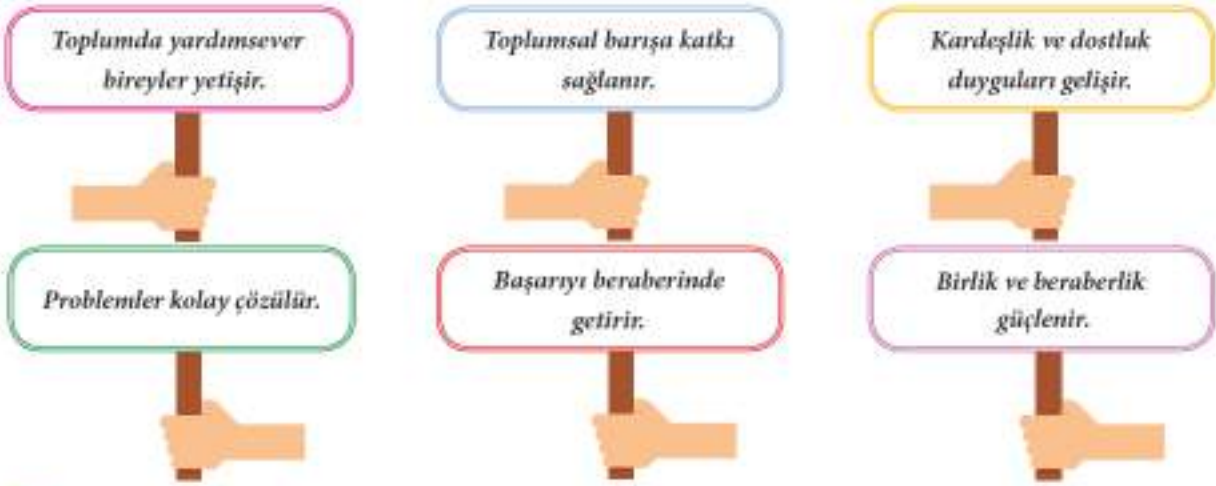 Toplumda yardımsever
bireyler yetişir.
Toplumsal barışa katkı
sağlanır.
Kardeşlik ve dostluk
duyguları gelişir.
Problemler kolay çözülür.
Başarıyı beraberinde
getirir.
Birlik ve beraberlik
güçlenir.